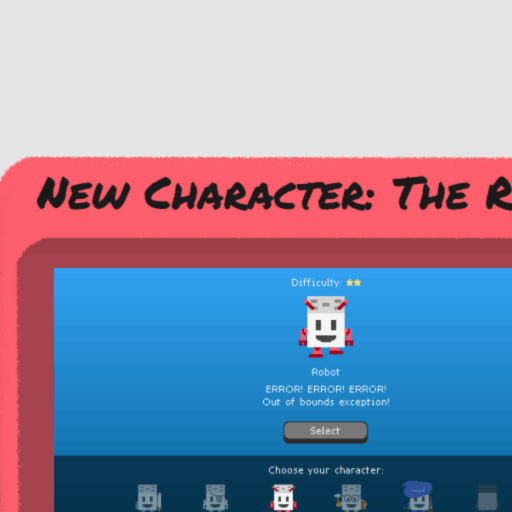 New Character: The R
Difficulty:
Robot
ERROR! ERROR! ERROR!
Out of bounds exception!
Select
Choose your character: